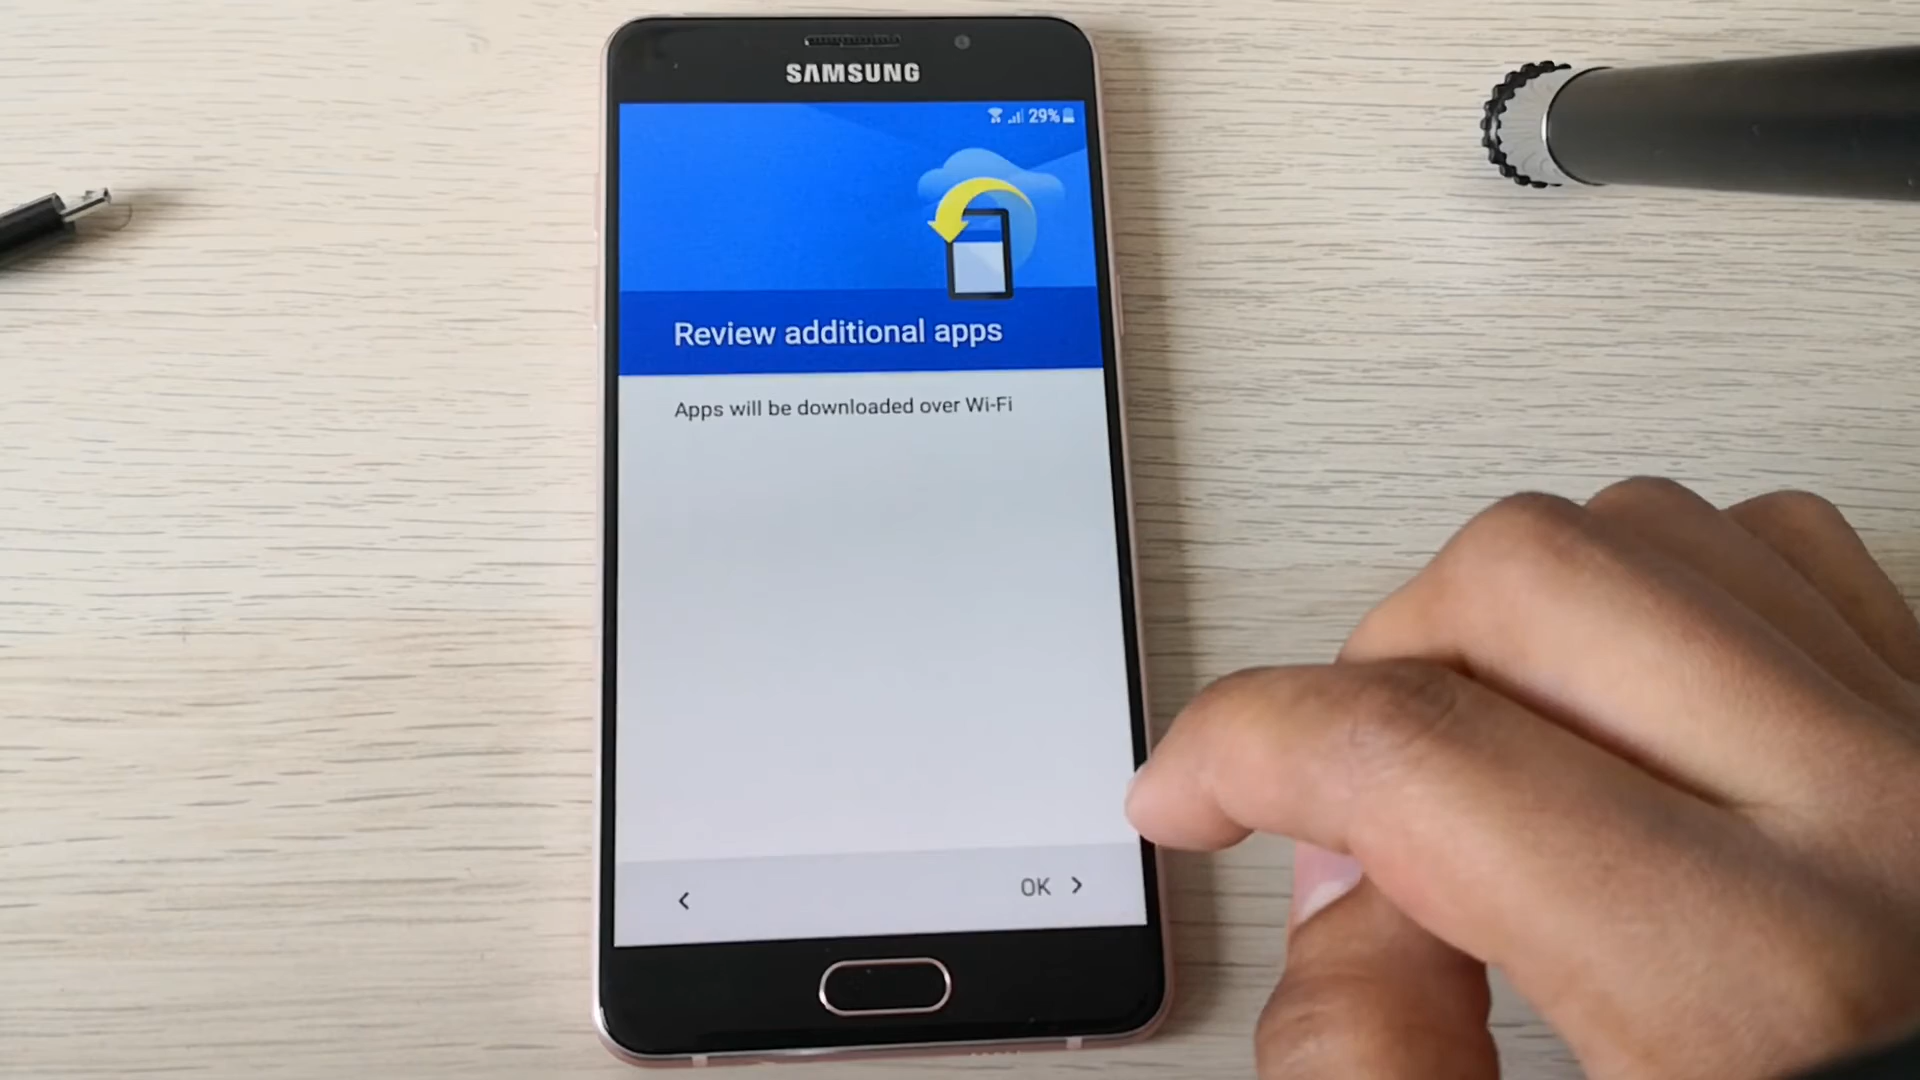 SAMSUNG
29%
Review additional apps
Apps will be downloaded over Wi-Fi
OK